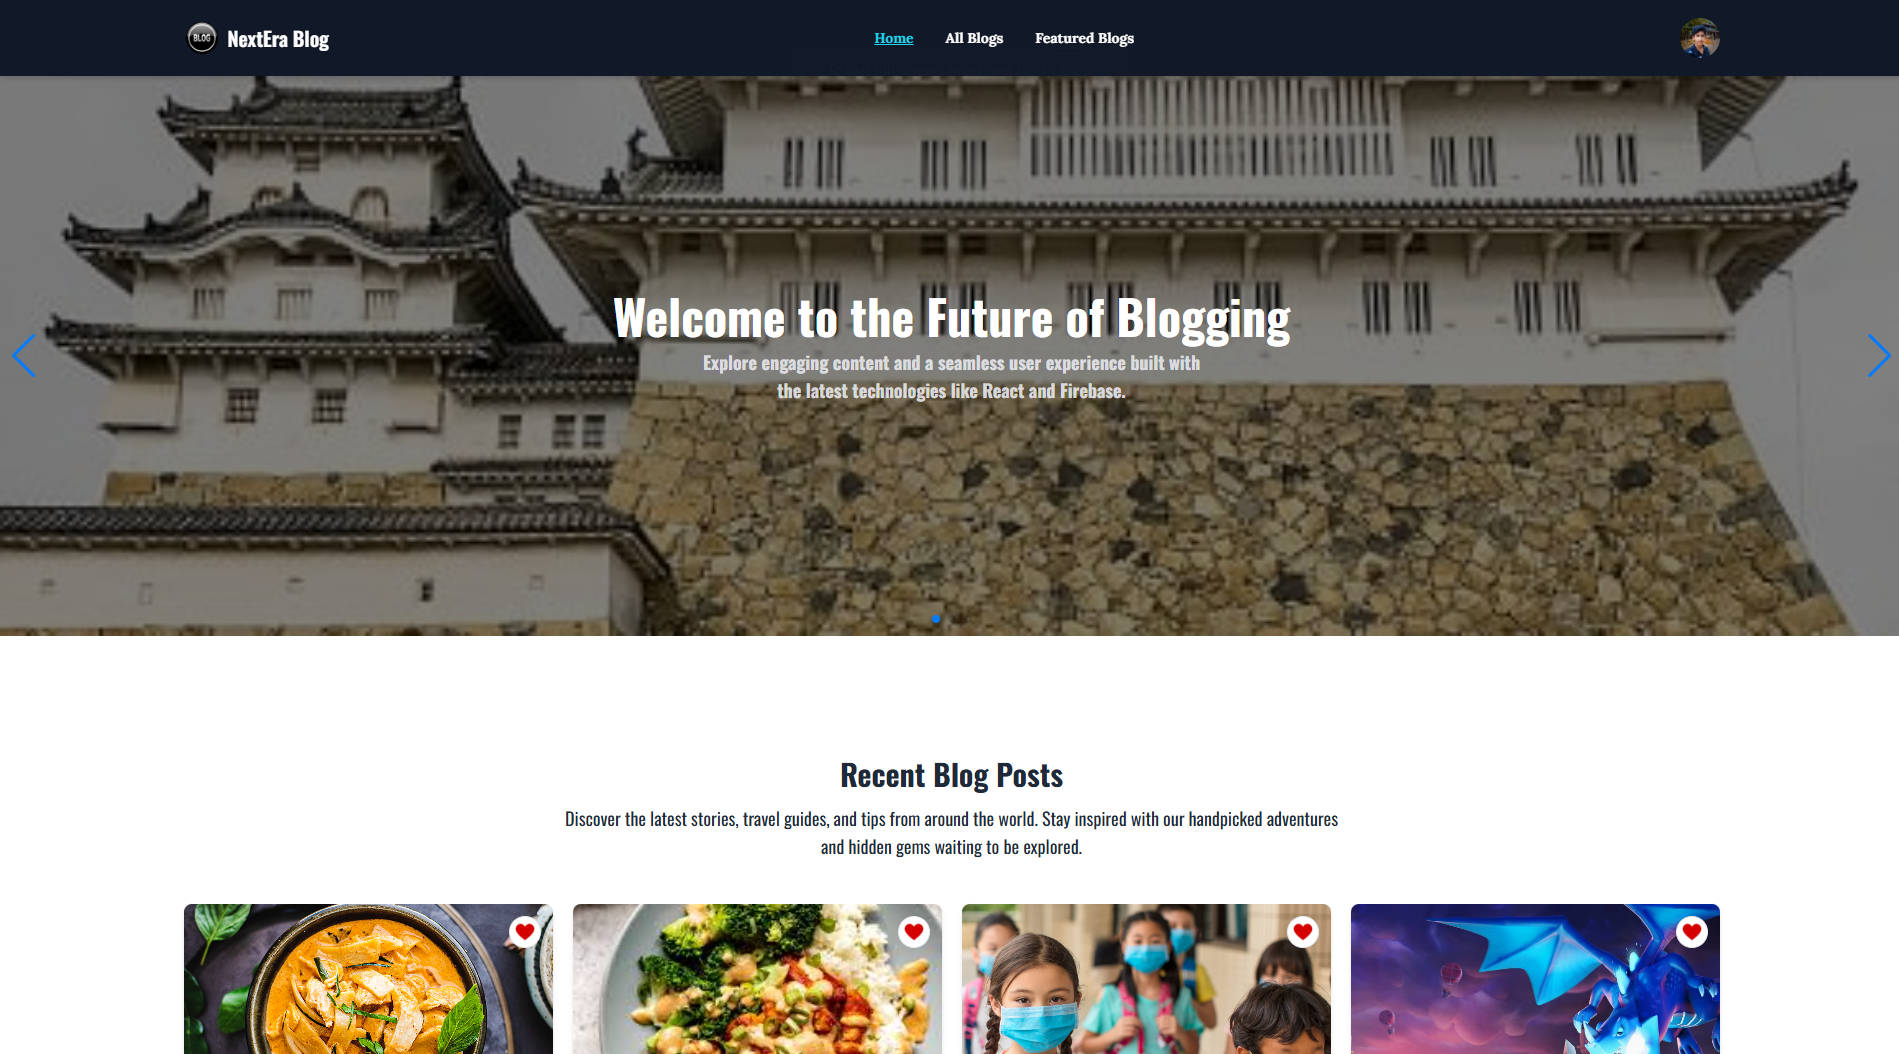 BLOG
NextEra Blog
Home
All Blogs
Featured Blogs
Welcome to the Future of Blogging
Explore engaging content and a seamless user experience built with
the latest technologies like React and Firebase.
Recent Blog Posts
Discover the latest stories, travel guides, and tips from around the world. Stay inspired with our handpicked adventures
and hidden gems waiting to be explored.